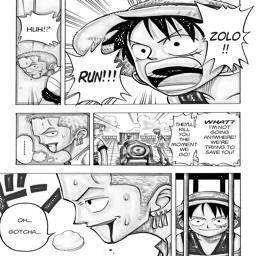 ZOLO
!!
RUN!!!
HUH!?
WHAT?
I'M NOT
GOING
ANYWHERE!
WE'RE
TRYING TO
SAVE YOU!
THEY'LL
KILL YOU
THE
MOMENT
WE GO!
OH...
GOTCHA...